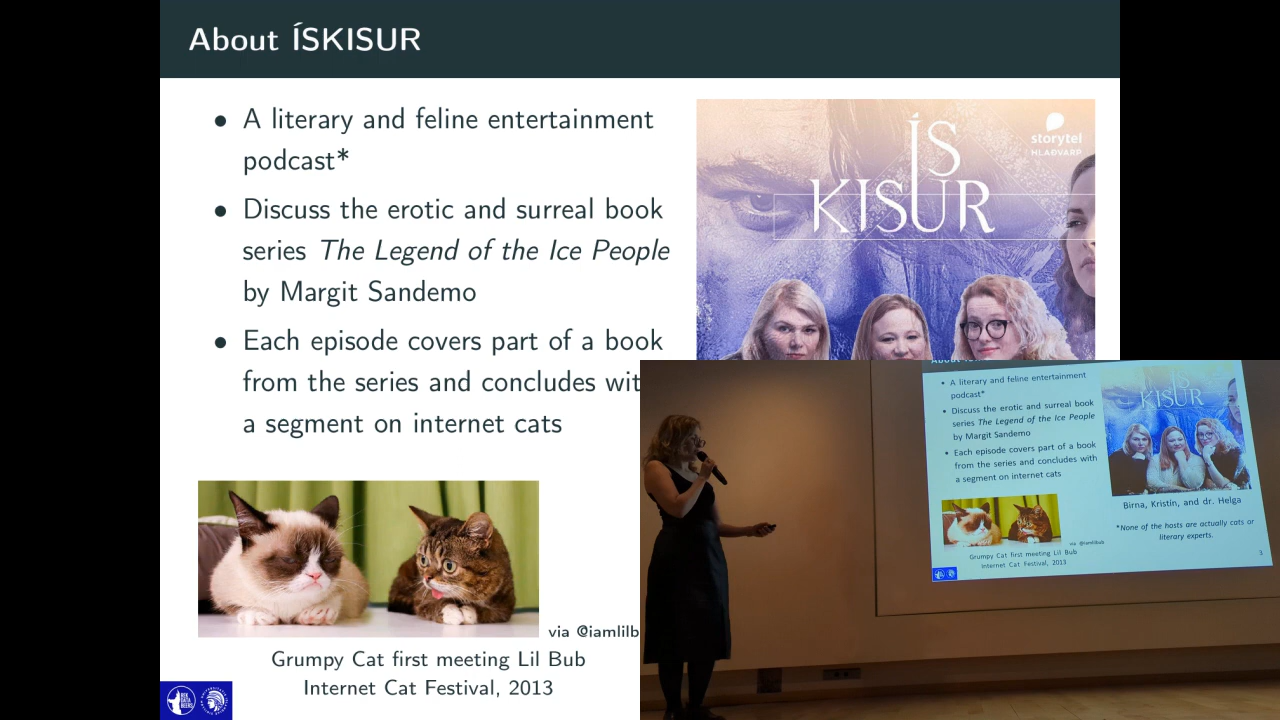 About ÍSKISUR
• A literary and feline entertainment
podcast*
• Discuss the erotic and surreal book
series The Legend of the Ice People
by Margit Sandemo
• Each episode covers part of a book
from the series and concludes wit
a segment on internet cats
storytel
HLAÐVARP
ÍS
KISUR
via @iamlilb
Grumpy Cat first meeting Lil Bub
Internet Cat Festival, 2013
• A literary and feline entertainment
podcast*
• Discuss the erotic and surreal book
series The Legend of the Ice People
by Margit Sandemo
• Each episode covers part of a book
from the series and concludes with
a segment on internet cats
ÍS
KISUR
Birna, Kristín, and dr. Helga
*None of the hosts are actually cats or
literary experts.
via @iamlilbub
Grumpy Cat first meeting Lil Bub
Internet Cat Festival, 2013
3